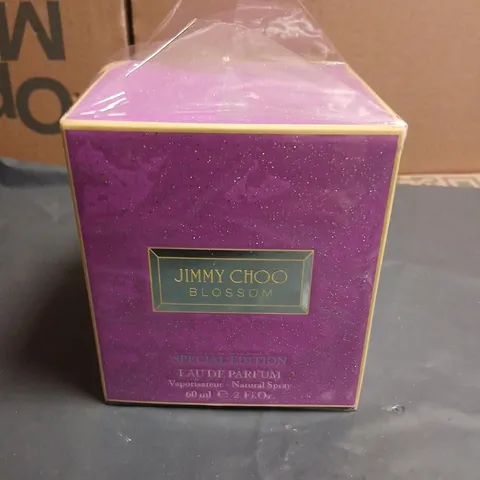 JIMMY CHOO
BLOSSOM
SPECIAL EDITION
EAU DE PARFUM
Vaporisateur - Natural Spray
60 ml ℮ 2 Fl.Oz.